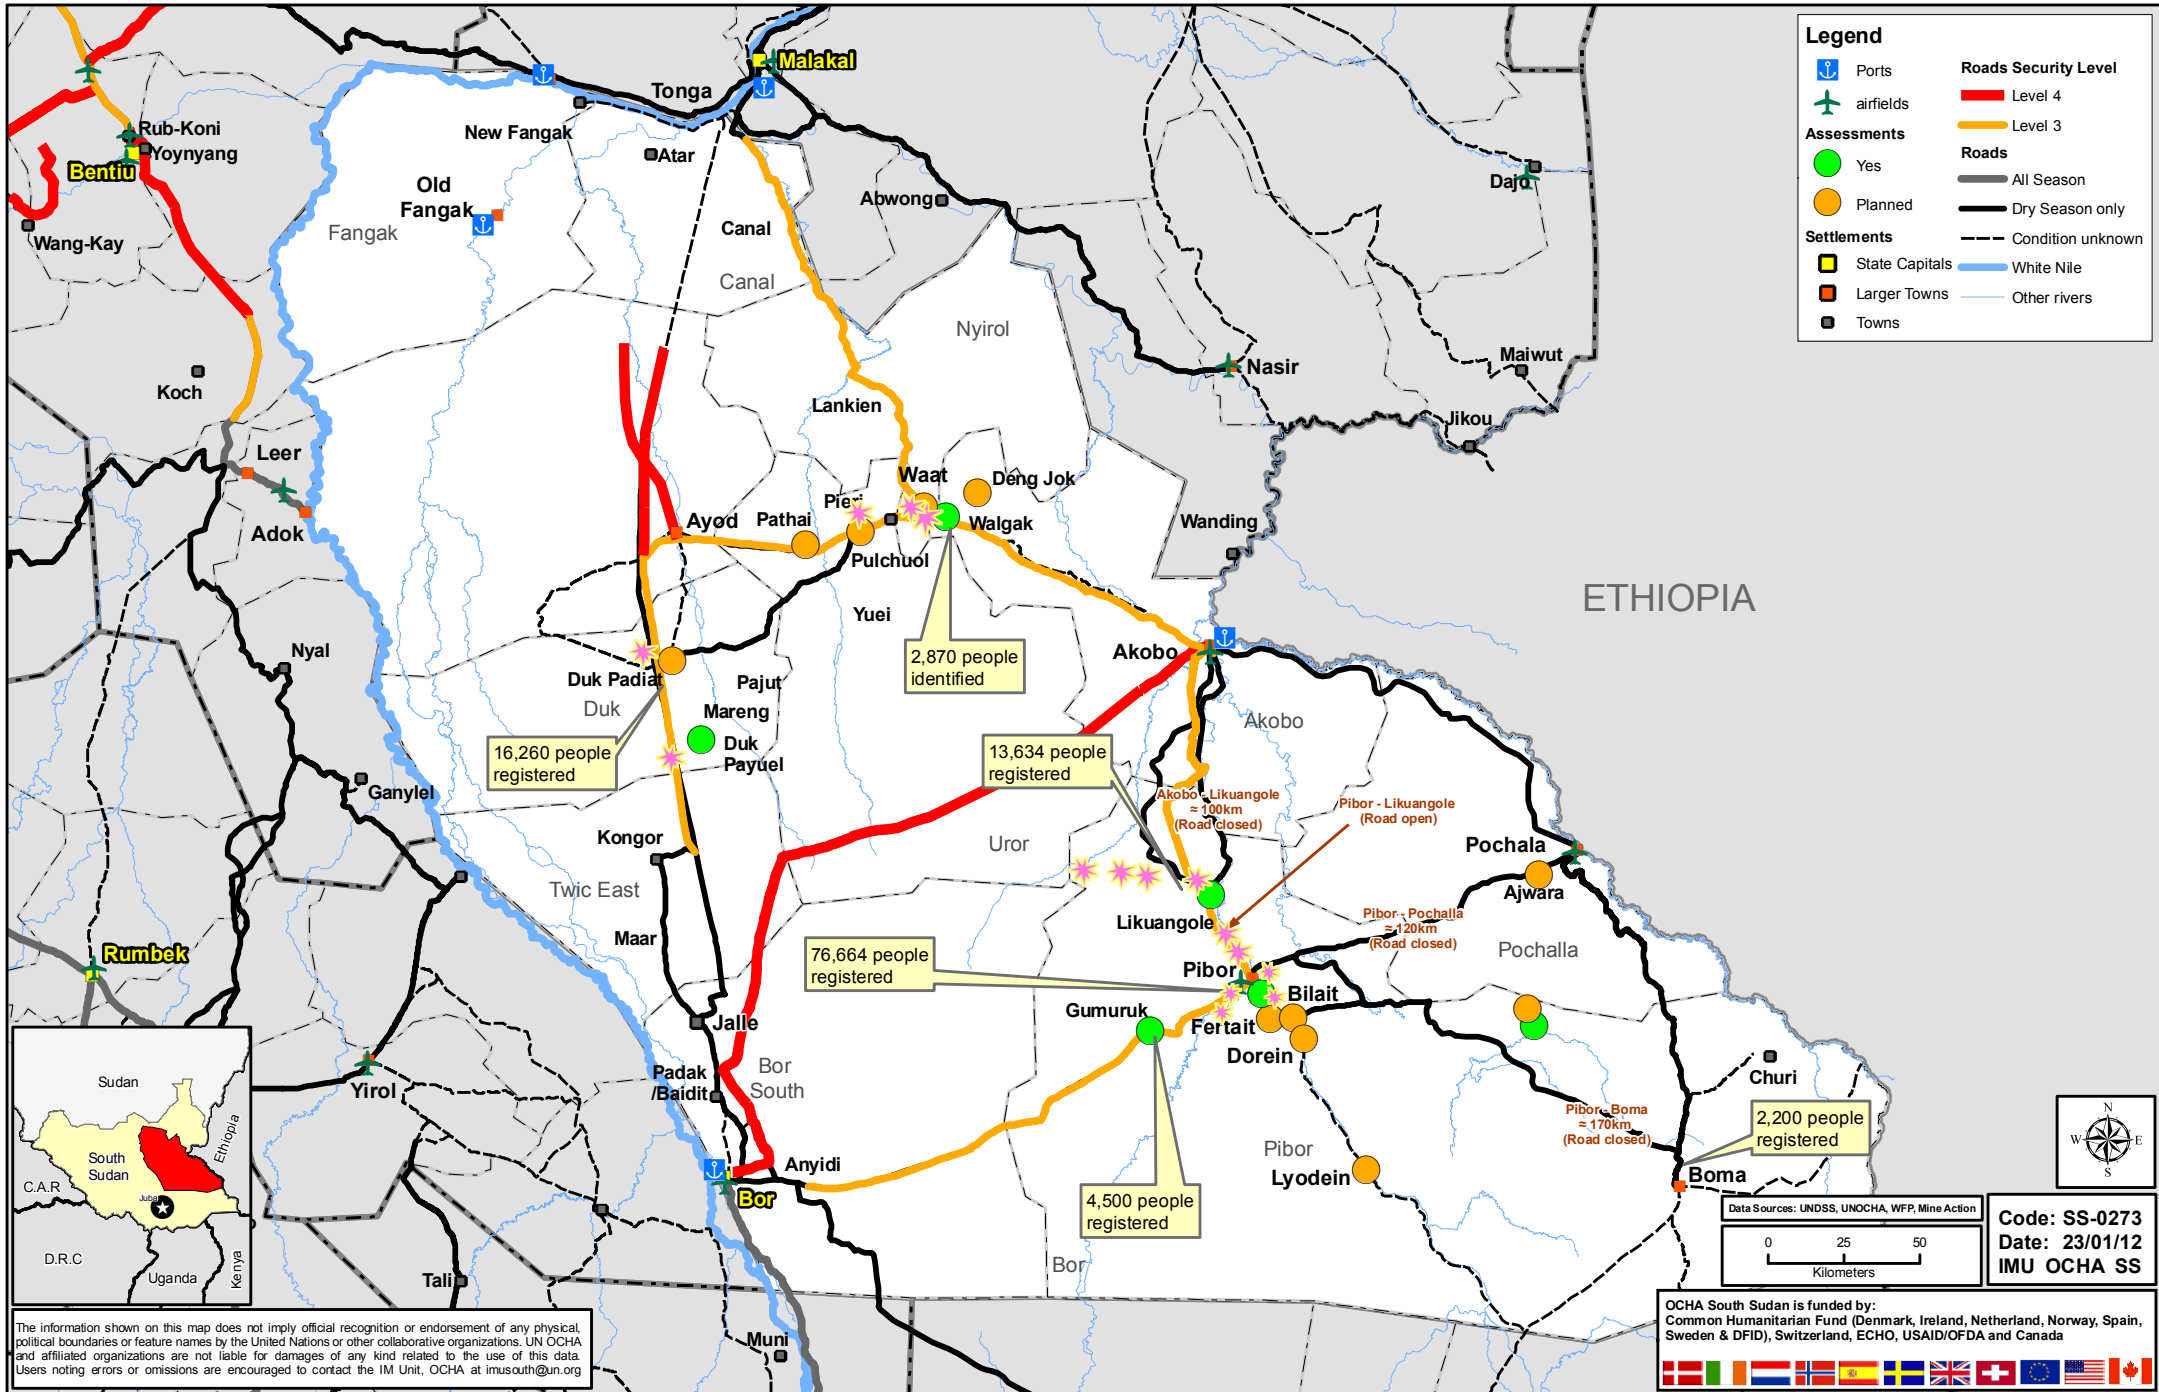 Legend
Ports
airfields
Assessments
Yes
Planned
Settlements
State Capitals
Larger Towns
Towns
Roads Security Level
Level 4
Level 3
Roads
All Season
Dry Season only
Condition unknown
White Nile
Other rivers
Malakal
Tonga
New Fangak
Atar
Rub-Koni
Yoynyang
Bentiu
Old
Fangak
Fangak
Wang-Kay
Abwong
Dajo
Canal
Canal
Nyirol
Nasir
Maiwut
Jikou
Koch
Lankien
Leer
Adok
Waat
Deng Jok
Pieri
Ayod
Pathai
Walgak
Wanding
Pulchuol
Yuei
ETHIOPIA
2,870 people
identified
Akobo
Nyal
Duk Padiat
Pajut
Duk
Mareng
Akobo
16,260 people
registered
Duk
Payuel
13,634 people
registered
Ganylel
Akobo - Likuangole
≈ 100km
(Road closed)
Pibor - Likuangole
(Road open)
Kongor
Uror
Pochala
Twic East
Ajwara
Likuangole
Pibor - Pochalla
≈ 120km
(Road closed)
Maar
Pochalla
Rumbek
76,664 people
registered
Pibor
Bilait
Gumuruk
Fertait
Jalle
Dorein
Bor
South
Padak
/Baidit
Yirol
Churi
Pibor - Boma
≈ 170km
(Road closed)
2,200 people
registered
Pibor
Anyidi
Lyodein
Boma
Bor
4,500 people
registered
Bor
Tali
Muni
Sudan
Ethiopia
South
Sudan
C.A.R
Juba
D.R.C
Uganda
Kenya
N
W
E
S
Data Sources: UNDSS, UNOCHA, WFP, Mine Action
0 25 50
Kilometers
Code: SS-0273
Date: 23/01/12
IMU OCHA SS
The information shown on this map does not imply official recognition or endorsement of any physical,
political boundaries or feature names by the United Nations or other collaborative organizations. UN OCHA
and affiliated organizations are not liable for damages of any kind related to the use of this data.
Users noting errors or omissions are encouraged to contact the IM Unit, OCHA at imusouth@un.org
OCHA South Sudan is funded by:
Common Humanitarian Fund (Denmark, Ireland, Netherland, Norway, Spain,
Sweden & DFID), Switzerland, ECHO, USAID/OFDA and Canada